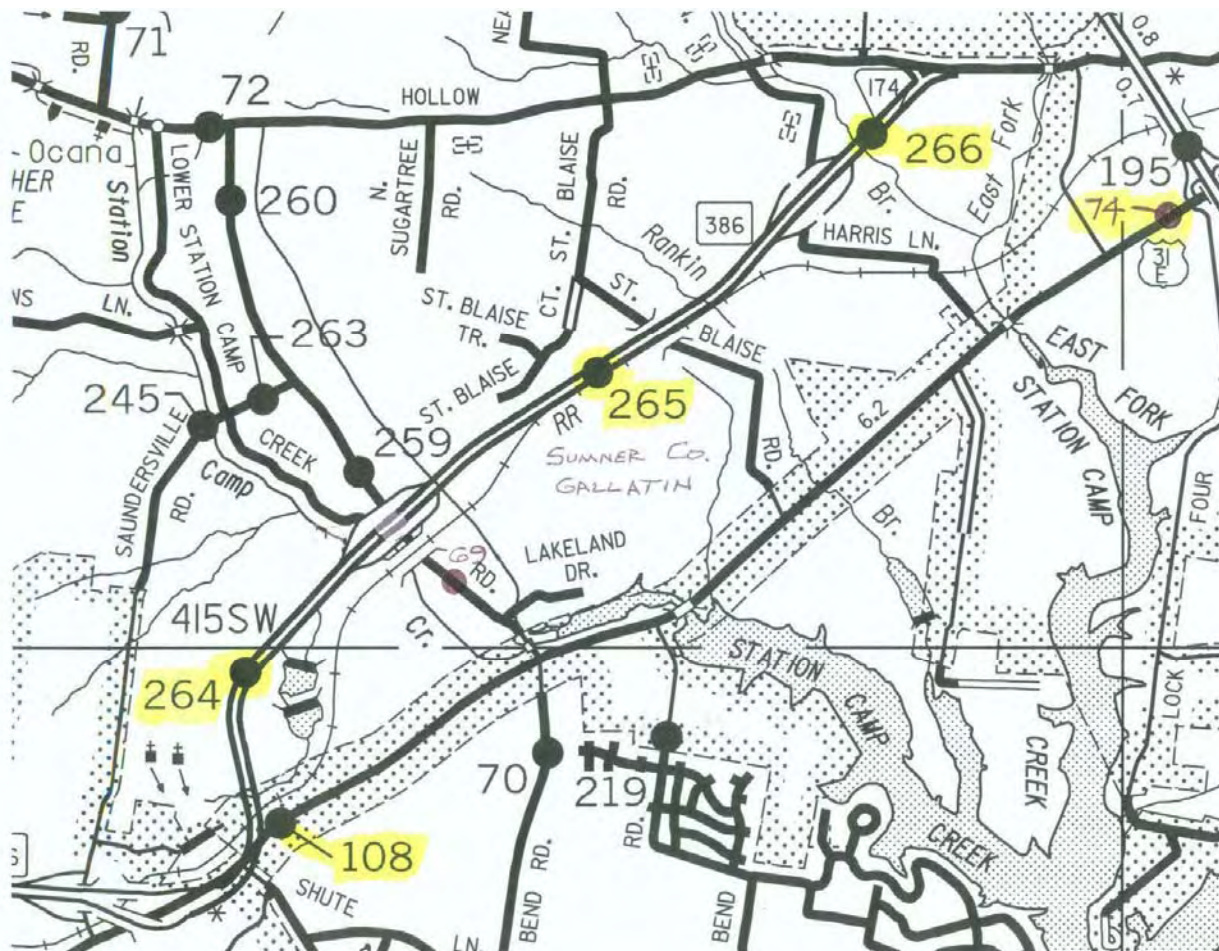 71
RD.
NEA
72
HOLLOW
174
0.8
*
0.7
266
East Fork
195
- Ocana
HER
E
Station
LOWER STATION CAMP
CREEK
260
N.
SUGARTREE
RD.
ST. BLAISE
RD.
386
Br.
HARRIS LN.
74
31
E
Rankin
NS
LN.
ST. BLAISE
TR.
CT.
ST. BLAISE
RD.
263
245
ST. BLAISE
265
EAST
FORK
STATION CAMP
CREEK
6.2
RR
SUMNER CO.
GALLATIN
259
SAUNDERSVILLE
RD.
Camp
Cr.
69
RD.
LAKELAND
DR.
Br.
FOUR
415SW
264
STATION
CAMP
CREEK
LOCK
70
219
RD.
108
SHUTE
LN.
BEND
RD.
BEND
*